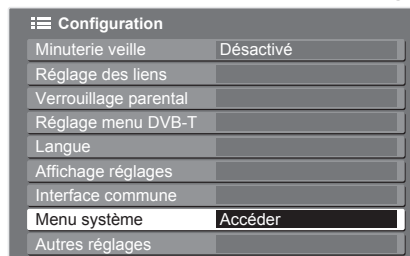 Configuration
Minuterie veille Désactivé
Réglage des liens
Verrouillage parental
Réglage menu DVB-T
Langue
Affichage réglages
Interface commune
Menu système Accéder
Autres réglages